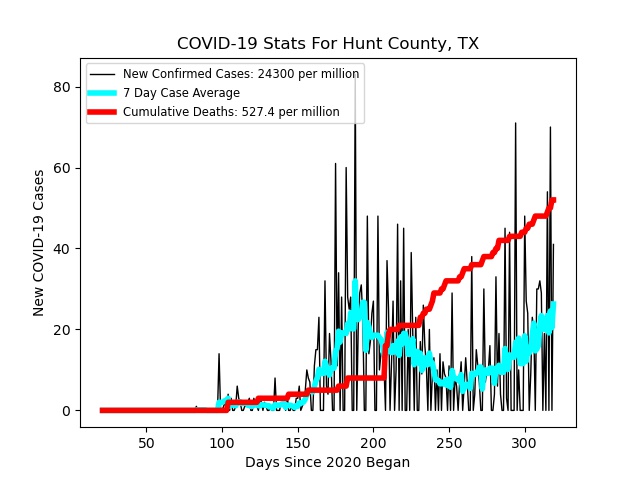 COVID-19 Stats For Hunt County, TX
New Confirmed Cases: 24300 per million
7 Day Case Average
Cumulative Deaths: 527.4 per million
New COVID-19 Cases
80
60
40
20
0
50 100 150 200 250 300
Days Since 2020 Began